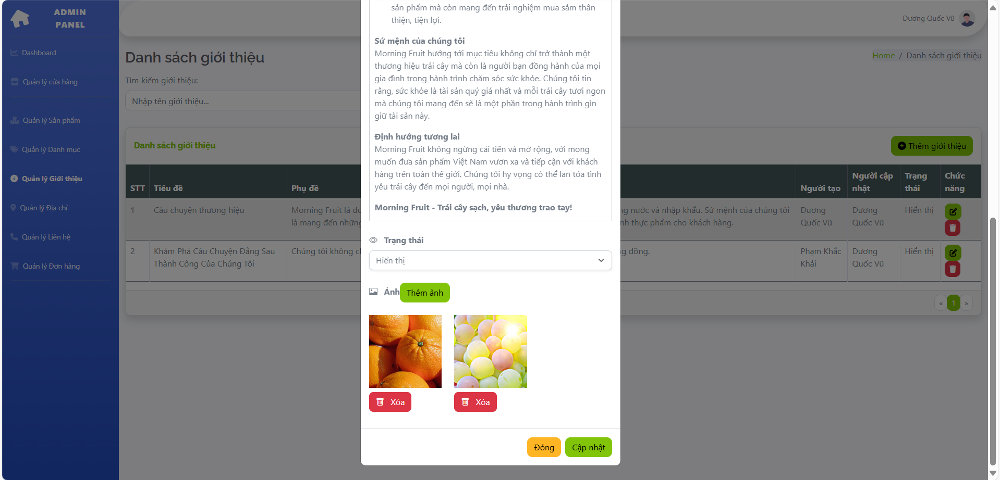 ADMIN
PANEL
Dashboard
Quản lý cửa hàng
Quản lý Sản phẩm
Quản lý Danh mục
Quản lý Giới thiệu
Quản lý Địa chỉ
Quản lý Liên hệ
Quản lý Đơn hàng
Dương Quốc Vũ
Danh sách giới thiệu
Home / Danh sách giới thiệu
Tìm kiếm giới thiệu:
Nhập tên giới thiệu...
Danh sách giới thiệu
Thêm giới thiệu
STT
Tiêu đề
Phụ đề
Người tạo
Người cập
nhật
Trạng
thái
Chức
năng
1
Câu chuyện thương hiệu
Morning Fruit là
là mang đến những
nước và nhập khẩu. Sứ mệnh của chúng tôi
thực phẩm cho khách hàng.
Dương
Quốc Vũ
Dương
Quốc Vũ
Hiển thị
2
Khám Phá Câu Chuyện Đằng Sau
Thành Công Của Chúng Tôi
Chúng tôi không
đồng.
Phạm Khắc
Khải
Dương
Quốc Vũ
Hiển thị
« 1 »
sản phẩm mà còn mang đến trải nghiệm mua sắm thân
thiện, tiện lợi.
Sứ mệnh của chúng tôi
Morning Fruit hướng tới mục tiêu không chỉ trở thành một
thương hiệu trái cây mà còn là người bạn đồng hành của mọi
gia đình trong hành trình chăm sóc sức khỏe. Chúng tôi tin
rằng, sức khỏe là tài sản quý giá nhất và mỗi trái cây tươi ngon
mà chúng tôi mang đến sẽ là một phần trong hành trình gìn
giữ tài sản này.
Định hướng tương lai
Morning Fruit không ngừng cải tiến và mở rộng, với mong
muốn đưa sản phẩm Việt Nam vươn xa và tiếp cận với khách
hàng trên toàn thế giới. Chúng tôi hy vọng có thể lan tỏa tình
yêu trái cây đến mọi người, mọi nhà.
Morning Fruit - Trái cây sạch, yêu thương trao tay!
Trạng thái
Hiển thị
Ảnh
Thêm ảnh
Xóa
Xóa
Đóng
Cập nhật